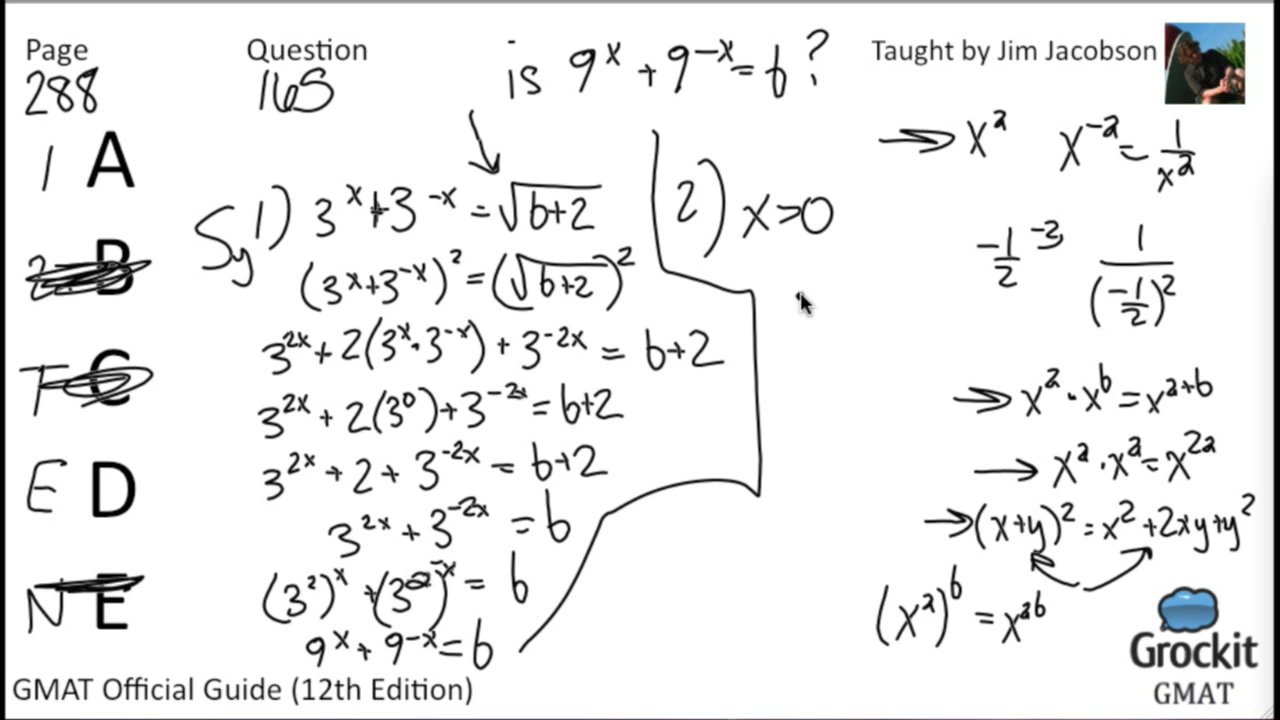 Page
288
Question
165
is 9^x + 9^-x = b ?
Taught by Jim Jacobson
1 A
2 B
T C
E D
N E
Sy 1) 3^x + 3^-x = √(b+2)
(3^x + 3^-x)^2 = (√(b+2))^2
3^2x + 2(3^x · 3^-x) + 3^-2x = b+2
3^2x + 2(3^0) + 3^-2x = b+2
3^2x + 2 + 3^-2x = b+2
3^2x + 3^-2x = b
(3^2)^x + (3^2)^-x = b
9^x + 9^-x = b
2) x > 0
→ x^a x^-a = 1/x^a
-1/2 ^-3 1/(-1/2)^2
→ x^a · x^b = x^a+b
→ x^a · x^a = x^2a
→ (x+y)^2 = x^2 + 2xy + y^2
(x^a)^b = x^ab
Grockit
GMAT
GMAT Official Guide (12th Edition)